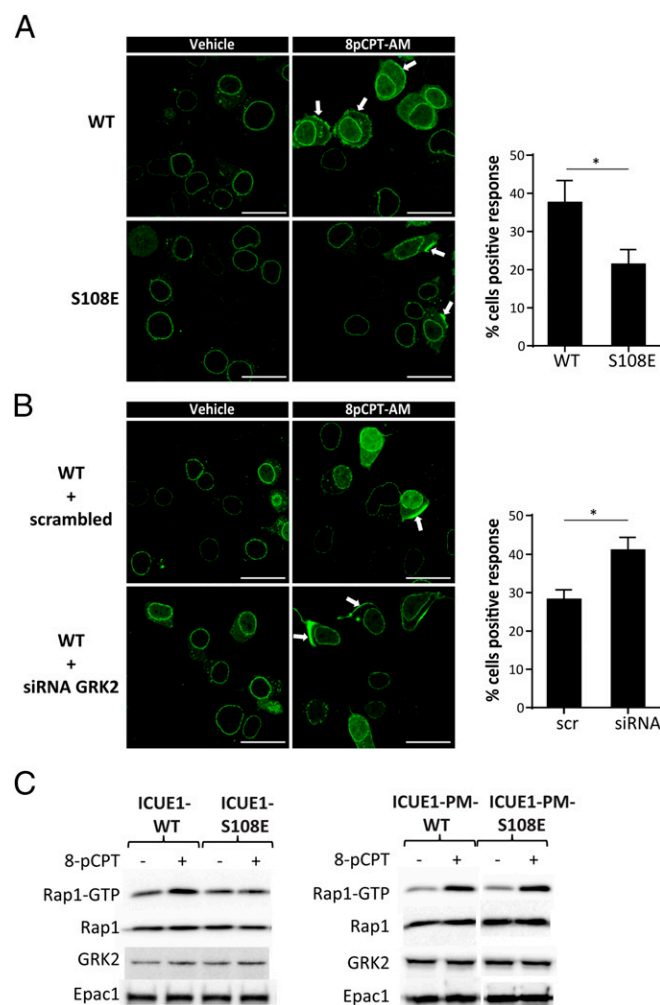 A
Vehicle 8pCPT-AM
WT
S108E
% cells positive response
50
40
30
20
10
0
*
WT S108E
B
Vehicle 8pCPT-AM
WT
+
scrambled
WT
+
siRNA GRK2
% cells positive response
50
40
30
20
10
0
*
scr siRNA
C
ICUE1- ICUE1- ICUE1-PM- ICUE1-PM-
WT S108E WT S108E
8-pCPT - + - + 8-pCPT - + - +
Rap1-GTP Rap1-GTP
Rap1 Rap1
GRK2 GRK2
Epac1 Epac1